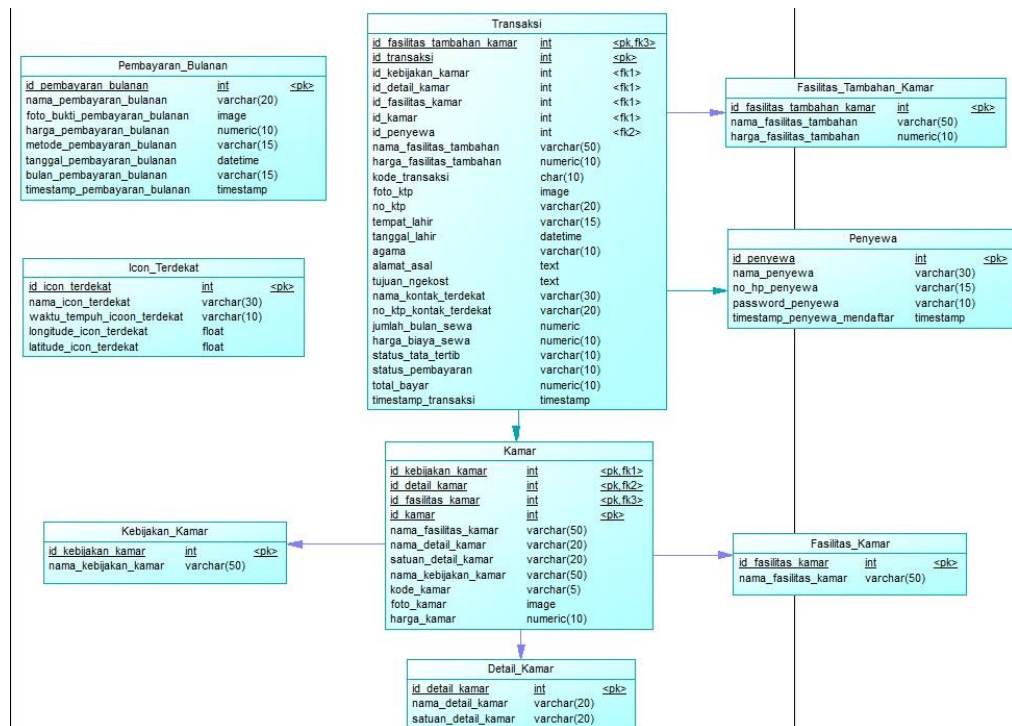 Transaksi
id_fasilitas_tambahan_kamar int <pk,fk3>
id_transaksi int <pk>
id_kebijakan_kamar int <fk1>
id_detail_kamar int <fk1>
id_fasilitas_kamar int <fk1>
id_kamar int <fk1>
id_penyewa int <fk2>
nama_fasilitas_tambahan varchar(50)
harga_fasilitas_tambahan numeric(10)
kode_transaksi char(10)
foto_ktp image
no_ktp varchar(20)
tempat_lahir varchar(15)
tanggal_lahir datetime
agama varchar(10)
alamat_asal text
tujuan_ngekost text
nama_kontak_terdekat varchar(30)
no_ktp_kontak_terdekat varchar(20)
jumlah_bulan_sewa numeric
harga_biaya_sewa numeric(10)
status_tata_tertib varchar(10)
status_pembayaran varchar(10)
total_bayar numeric(10)
timestamp_transaksi timestamp
Pembayaran_Bulanan
id_pembayaran_bulanan int <pk>
nama_pembayaran_bulanan varchar(20)
foto_bukti_pembayaran_bulanan image
harga_pembayaran_bulanan numeric(10)
metode_pembayaran_bulanan varchar(15)
tanggal_pembayaran_bulanan datetime
bulan_pembayaran_bulanan varchar(15)
timestamp_pembayaran_bulanan timestamp
Fasilitas_Tambahan_Kamar
id_fasilitas_tambahan_kamar int <pk>
nama_fasilitas_tambahan varchar(50)
harga_fasilitas_tambahan numeric(10)
Icon_Terdekat
id_icon_terdekat int <pk>
nama_icon_terdekat varchar(30)
waktu_tempuh_icoon_terdekat varchar(10)
longitude_icon_terdekat float
latitude_icon_terdekat float
Penyewa
id_penyewa int <pk>
nama_penyewa varchar(30)
no_hp_penyewa varchar(15)
password_penyewa varchar(10)
timestamp_penyewa_mendaftar timestamp
Kamar
id_kebijakan_kamar int <pk,fk1>
id_detail_kamar int <pk,fk2>
id_fasilitas_kamar int <pk,fk3>
id_kamar int <pk>
nama_fasilitas_kamar varchar(50)
nama_detail_kamar varchar(20)
satuan_detail_kamar varchar(20)
nama_kebijakan_kamar varchar(50)
kode_kamar varchar(5)
foto_kamar image
harga_kamar numeric(10)
Kebijakan_Kamar
id_kebijakan_kamar int <pk>
nama_kebijakan_kamar varchar(50)
Fasilitas_Kamar
id_fasilitas_kamar int <pk>
nama_fasilitas_kamar varchar(50)
Detail_Kamar
id_detail_kamar int <pk>
nama_detail_kamar varchar(20)
satuan_detail_kamar varchar(20)